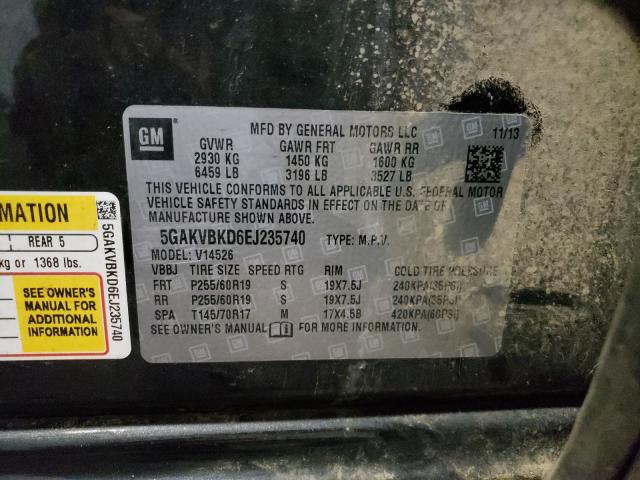 GM
MFD BY GENERAL MOTORS LLC 11/13
GVWR GAWR FRT GAWR RR
2930 KG 1450 KG 1600 KG
6459 LB 3196 LB 3527 LB
THIS VEHICLE CONFORMS TO ALL APPLICABLE U.S. FEDERAL MOTOR
VEHICLE SAFETY STANDARDS IN EFFECT ON THE DATE OF
MANUFACTURE SHOWN ABOVE.
5GAKVBKD6EJ235740 TYPE: M.P.V.
MODEL: V14526
VBBJ TIRE SIZE SPEED RTG RIM COLD TIRE PRESSURE
FRT P255/60R19 S 19X7.5J 240KPA(35PSI)
RR P255/60R19 S 19X7.5J 240KPA(35PSI)
SPA T145/70R17 M 17X4.5B 420KPA(60PSI)
SEE OWNER'S MANUAL FOR MORE INFORMATION.
MATION
REAR 5
kg or 1368 lbs.
SEE OWNER'S
MANUAL FOR
ADDITIONAL
INFORMATION
5GAKVBKD6EJ235740